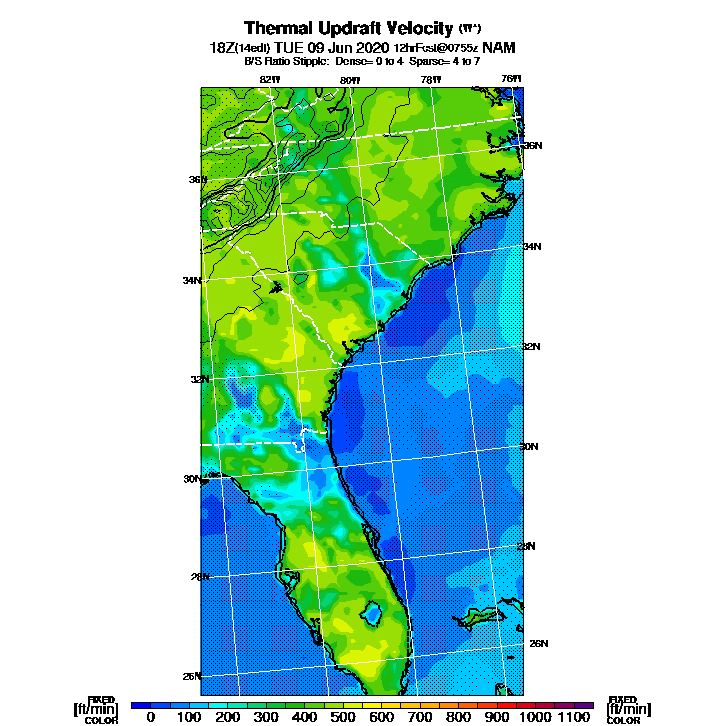 Thermal Updraft Velocity (W*)
18Z(14edt) TUE 09 Jun 2020 12hrFcst@0755z NAM
B/S Ratio Stipple: Dense= 0 to 4 Sparse= 4 to 7
82W 80W 78W 76W
36N
36N
34N
34N
32N
32N
30N
30N
28N
28N
26N
26N
FIXED
[ft/min]
COLOR
0 100 200 300 400 500 600 700 800 900 1000 1100
FIXED
[ft/min]
COLOR